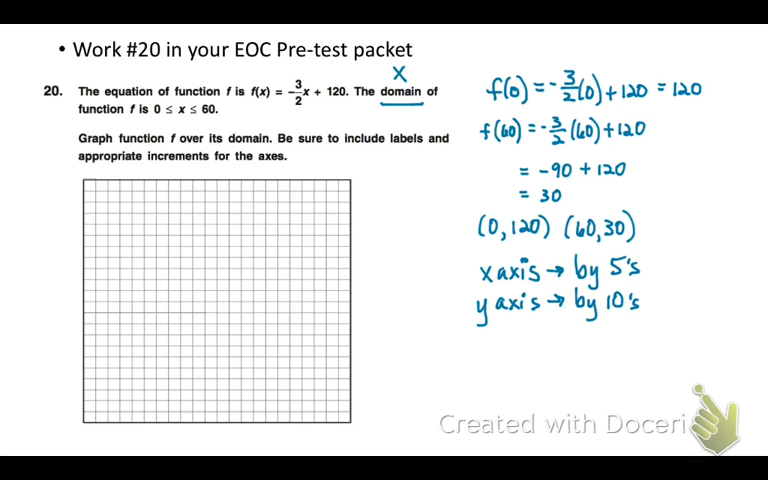 • Work #20 in your EOC Pre-test packet
X
20. The equation of function f is f(x) = -3/2x + 120. The domain of
function f is 0 ≤ x ≤ 60.
Graph function f over its domain. Be sure to include labels and
appropriate increments for the axes.
f(0) = -3/2(0) + 120 = 120
f(60) = -3/2(60) + 120
= -90 + 120
= 30
(0,120) (60,30)
x axis → by 5's
y axis → by 10's
Created with Doceri